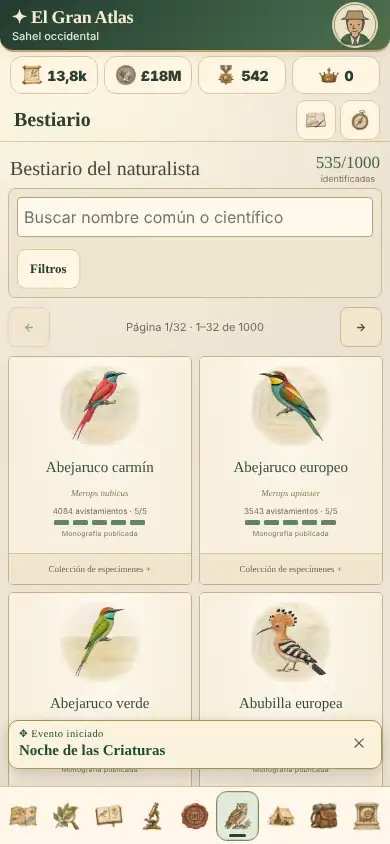 ✦ El Gran Atlas
Sahel occidental
13,8k
£18M
542
0
Bestiario
Bestiario del naturalista
535/1000
identificadas
Buscar nombre común o científico
Filtros
←
Página 1/32 · 1–32 de 1000
→
Abejaruco carmín
Merops nubicus
4084 avistamientos · 5/5
Monografía publicada
Colección de especímenes +
Abejaruco europeo
Merops apiaster
3543 avistamientos · 5/5
Monografía publicada
Colección de especímenes +
Abejaruco verde
Abubilla europea
✥ Evento iniciado
Noche de las Criaturas
×